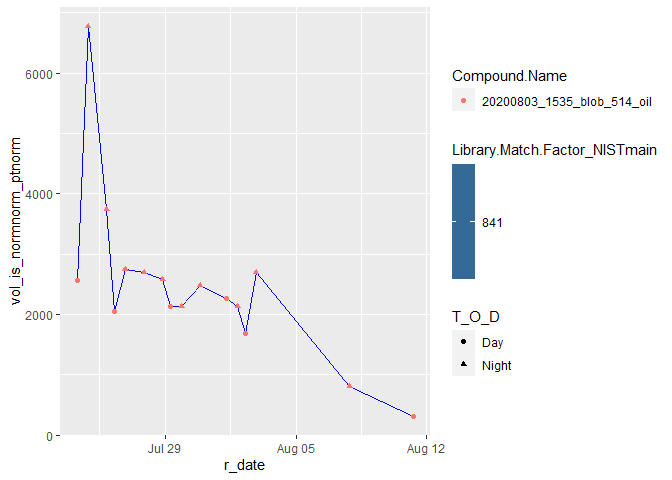 vol_is_normnorm_ptnorm
6000
4000
2000
0
Jul 29
Aug 05
Aug 12
r_date
Compound.Name
20200803_1535_blob_514_oil
Library.Match.Factor_NISTmain
841
T_O_D
Day
Night